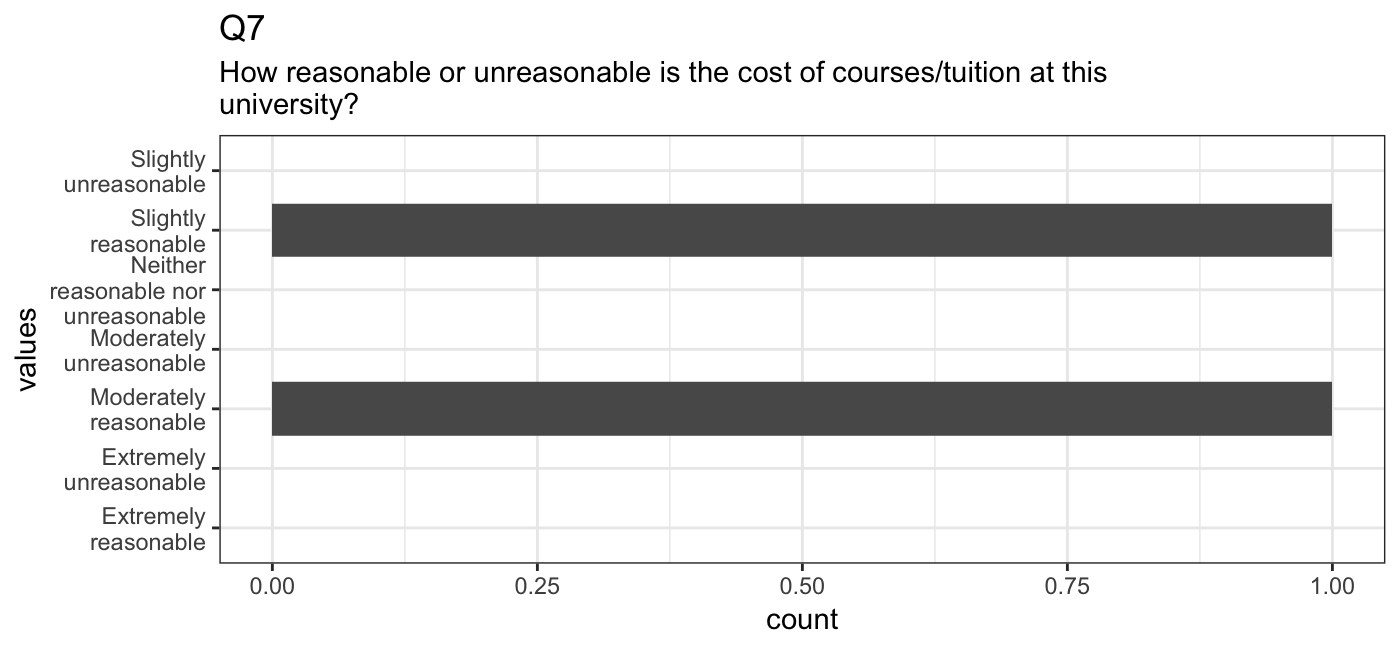 Q7
How reasonable or unreasonable is the cost of courses/tuition at this
university?
Slightly
unreasonable
Slightly
reasonable
Neither
reasonable nor
unreasonable
Moderately
unreasonable
Moderately
reasonable
Extremely
unreasonable
Extremely
reasonable
values
0.00 0.25 0.50 0.75 1.00
count